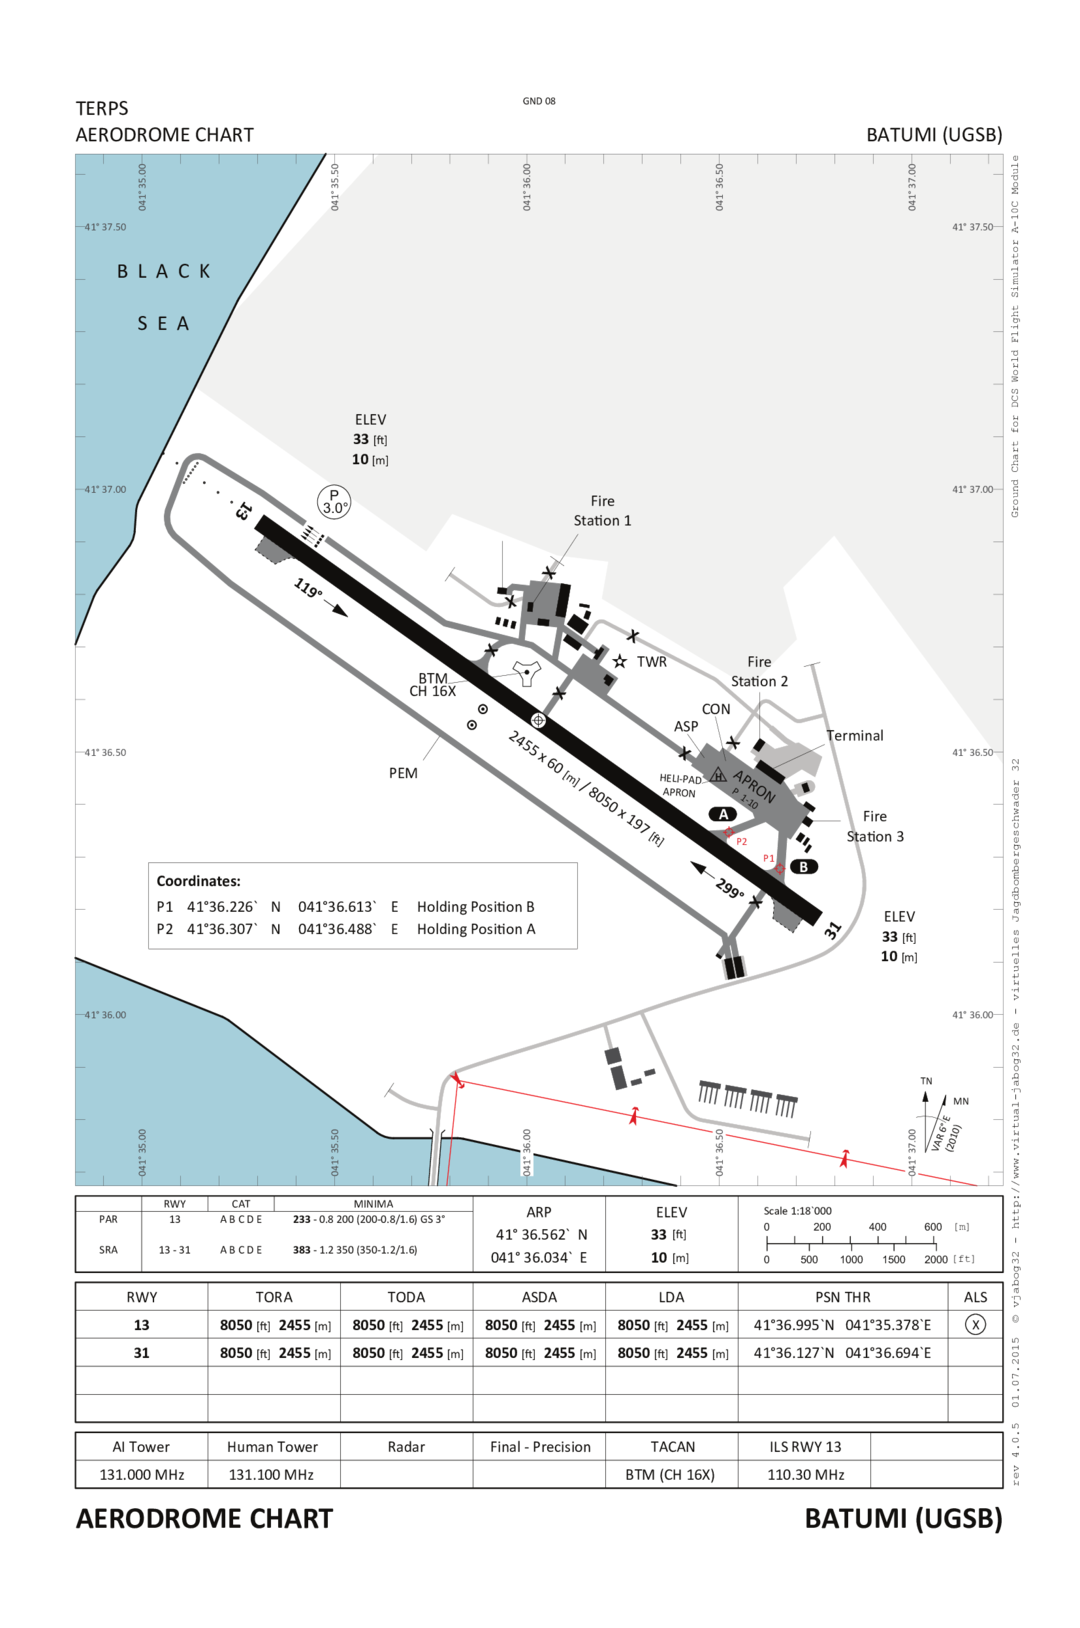 TERPS
GND 08
AERODROME CHART
BATUMI (UGSB)
041° 35.00
041° 35.50
041° 36.00
041° 36.50
041° 37.00
41° 37.50
41° 37.50
BLACK
SEA
ELEV
33 [ft]
10 [m]
41° 37.00
41° 37.00
P
3.0°
13
Fire
Station 1
119°
TWR
BTM
CH 16X
Fire
Station 2
CON
ASP
Terminal
41° 36.50
41° 36.50
PEM
HELI-PAD
APRON
H
APRON
P 1-10
2455 x 60 [m] / 8050 x 197 [ft]
A
P2
Fire
Station 3
P1
B
299°
31
ELEV
33 [ft]
10 [m]
Coordinates:
P1 41°36.226` N 041°36.613` E Holding Position B
P2 41°36.307` N 041°36.488` E Holding Position A
41° 36.00
41° 36.00
TN
MN
VAR 6° E
(2010)
041° 35.00
041° 35.50
041° 36.00
041° 36.50
041° 37.00
RWY CAT MINIMA
PAR 13 A B C D E 233 - 0.8 200 (200-0.8/1.6) GS 3°
SRA 13 - 31 A B C D E 383 - 1.2 350 (350-1.2/1.6)
ARP
41° 36.562` N
041° 36.034` E
ELEV
33 [ft]
10 [m]
Scale 1:18`000
0 200 400 600 [m]
0 500 1000 1500 2000 [ft]
RWY TORA TODA ASDA LDA PSN THR ALS
13 8050 [ft] 2455 [m] 8050 [ft] 2455 [m] 8050 [ft] 2455 [m] 8050 [ft] 2455 [m] 41°36.995`N 041°35.378`E X
31 8050 [ft] 2455 [m] 8050 [ft] 2455 [m] 8050 [ft] 2455 [m] 8050 [ft] 2455 [m] 41°36.127`N 041°36.694`E
AI Tower Human Tower Radar Final - Precision TACAN ILS RWY 13
131.000 MHz 131.100 MHz BTM (CH 16X) 110.30 MHz
AERODROME CHART
BATUMI (UGSB)
rev 4.0.5 01.07.2015 © vjabog32 - http://www.virtual-jabog32.de - virtuelles Jagdbombergeschwader 32
Ground Chart for DCS World Flight Simulator A-10C Module